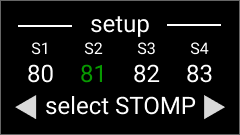 setup
S1 S2 S3 S4
80 81 82 83
select STOMP